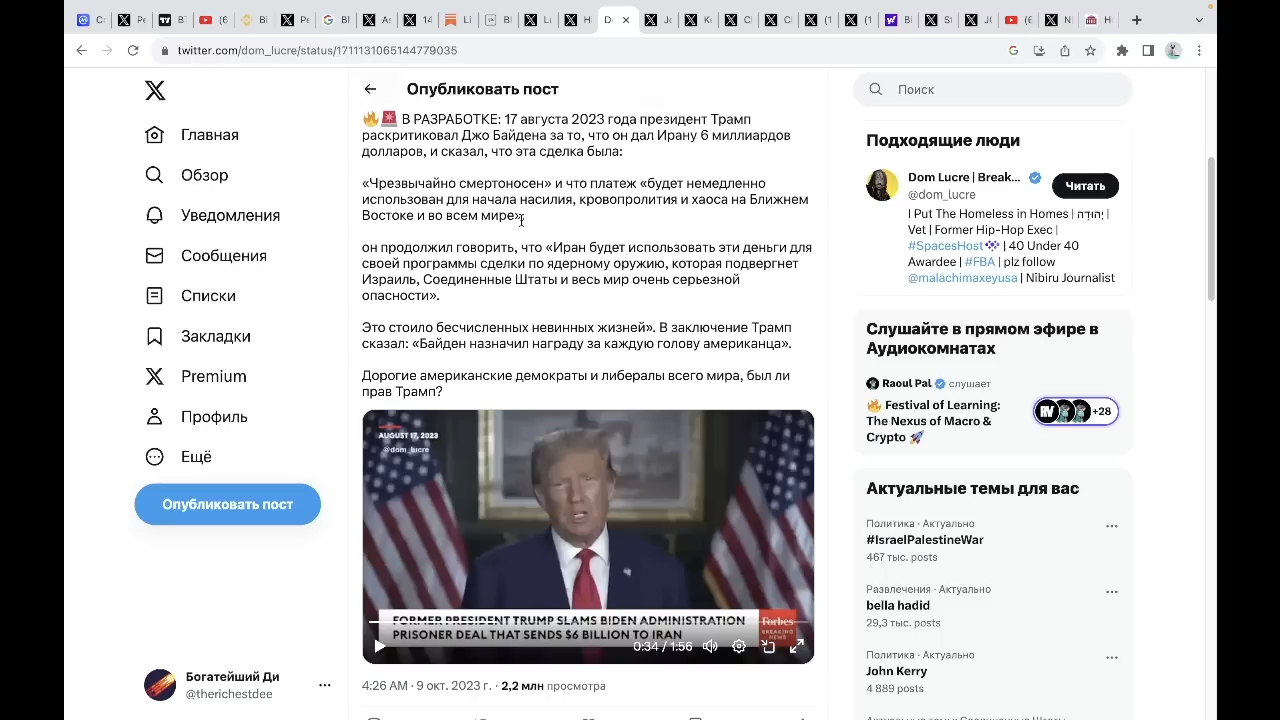 twitter.com/dom_lucre/status/1711131065144779035
Главная
Обзор
Уведомления
Сообщения
Списки
Закладки
Premium
Профиль
Ещё
Опубликовать пост
Богатейший Ди
@therichestdee
Опубликовать пост
В РАЗРАБОТКЕ: 17 августа 2023 года президент Трамп
раскритиковал Джо Байдена за то, что он дал Ирану 6 миллиардов
долларов, и сказал, что эта сделка была:
«Чрезвычайно смертоносен» и что платеж «будет немедленно
использован для начала насилия, кровопролития и хаоса на Ближнем
Востоке и во всем мире».
он продолжил говорить, что «Иран будет использовать эти деньги для
своей программы сделки по ядерному оружию, которая подвергнет
Израиль, Соединенные Штаты и весь мир очень серьезной
опасности».
Это стоило бесчисленных невинных жизней». В заключение Трамп
сказал: «Байден назначил награду за каждую голову американца».
Дорогие американские демократы и либералы всего мира, был ли
прав Трамп?
AUGUST 17, 2023
@dom_lucre
FORMER PRESIDENT TRUMP SLAMS BIDEN ADMINISTRATION
PRISONER DEAL THAT SENDS $6 BILLION TO IRAN
Forbes
BREAKING
NEWS
0:34 / 1:56
4:26 AM · 9 окт. 2023 г. · 2,2 млн просмотра
Поиск
Подходящие люди
Dom Lucre | Break...
@dom_lucre
Читать
I Put The Homeless in Homes | יְהוּדָה |
Vet | Former Hip-Hop Exec |
#SpacesHost | 40 Under 40
Awardee | #FBA | plz follow
@malachimaxeyusa | Nibiru Journalist
Слушайте в прямом эфире в
Аудиокомнатах
Raoul Pal слушает
Festival of Learning:
The Nexus of Macro &
Crypto
+28
Актуальные темы для вас
Политика · Актуально
#IsraelPalestineWar
467 тыс. posts
Развлечения · Актуально
bella hadid
29,3 тыс. posts
Политика · Актуально
John Kerry
4 889 posts